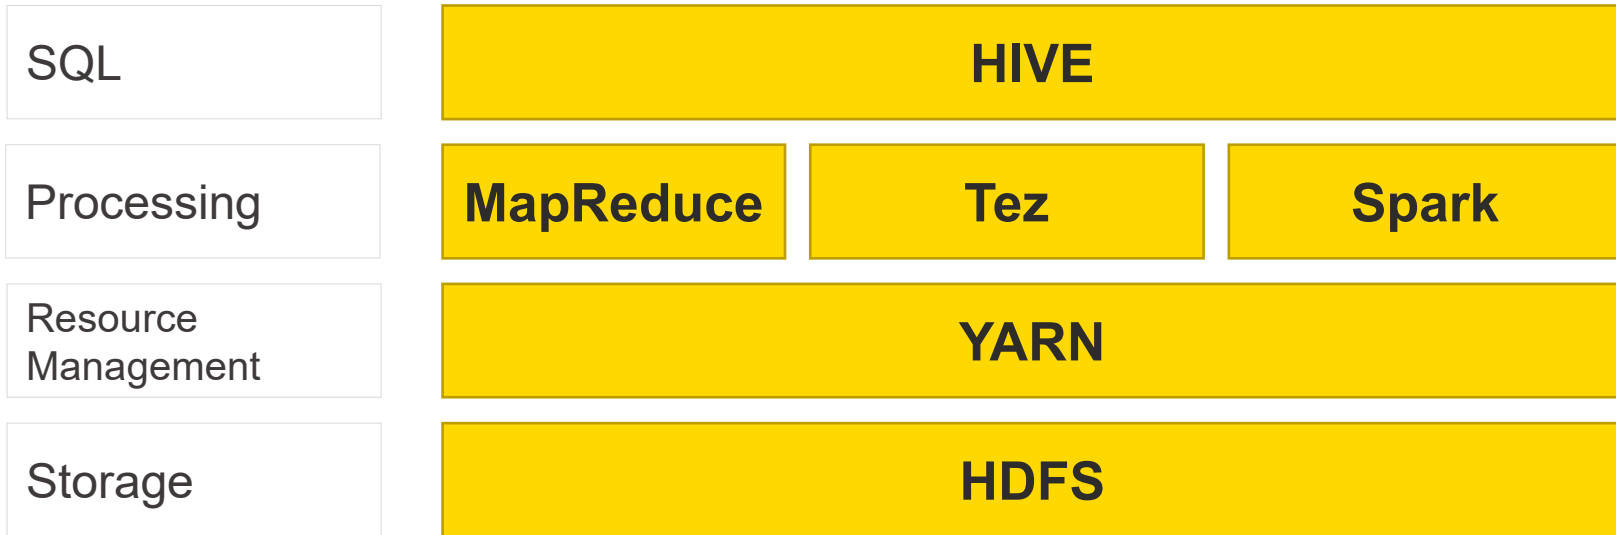 SQL
HIVE
Processing
MapReduce
Tez
Spark
Resource
Management
YARN
Storage
HDFS